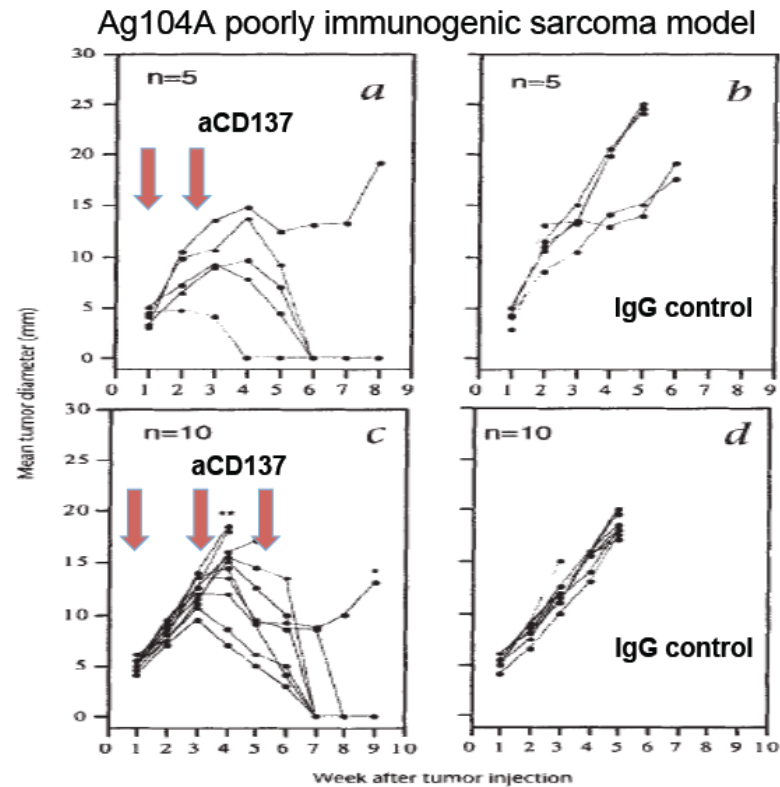 Ag104A poorly immunogenic sarcoma model
30
25
20
15
10
5
0
n=5
a
aCD137
0 1 2 3 4 5 6 7 8 9
n=5
b
IgG control
0 1 2 3 4 5 6 7 8 9
Mean tumor diameter (mm)
30
25
20
15
10
5
0
n=10
c
aCD137
**
*
0 1 2 3 4 5 6 7 8 9 10
n=10
d
IgG control
0 1 2 3 4 5 6 7 8 9 10
Week after tumor injection